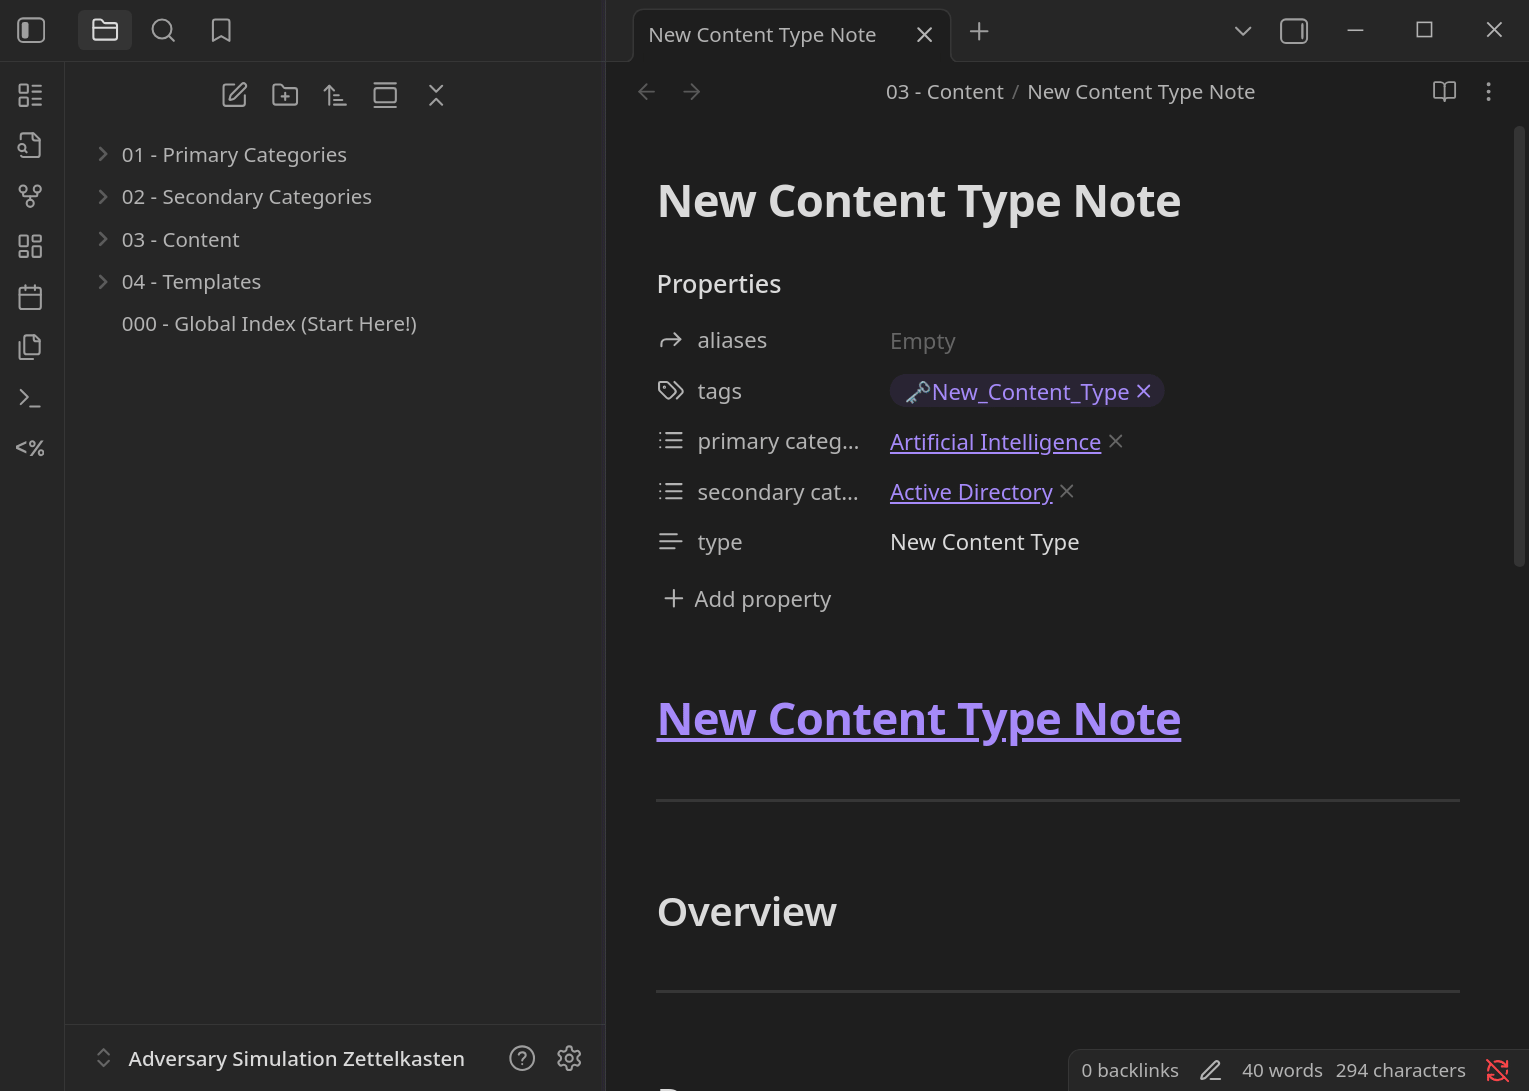 New Content Type Note
03 - Content / New Content Type Note
01 - Primary Categories
02 - Secondary Categories
03 - Content
04 - Templates
000 - Global Index (Start Here!)
<%
New Content Type Note
Properties
aliases Empty
tags 🗝️New_Content_Type
primary categ... Artificial Intelligence
secondary cat... Active Directory
type New Content Type
Add property
New Content Type Note
Overview
Adversary Simulation Zettelkasten
0 backlinks 40 words 294 characters